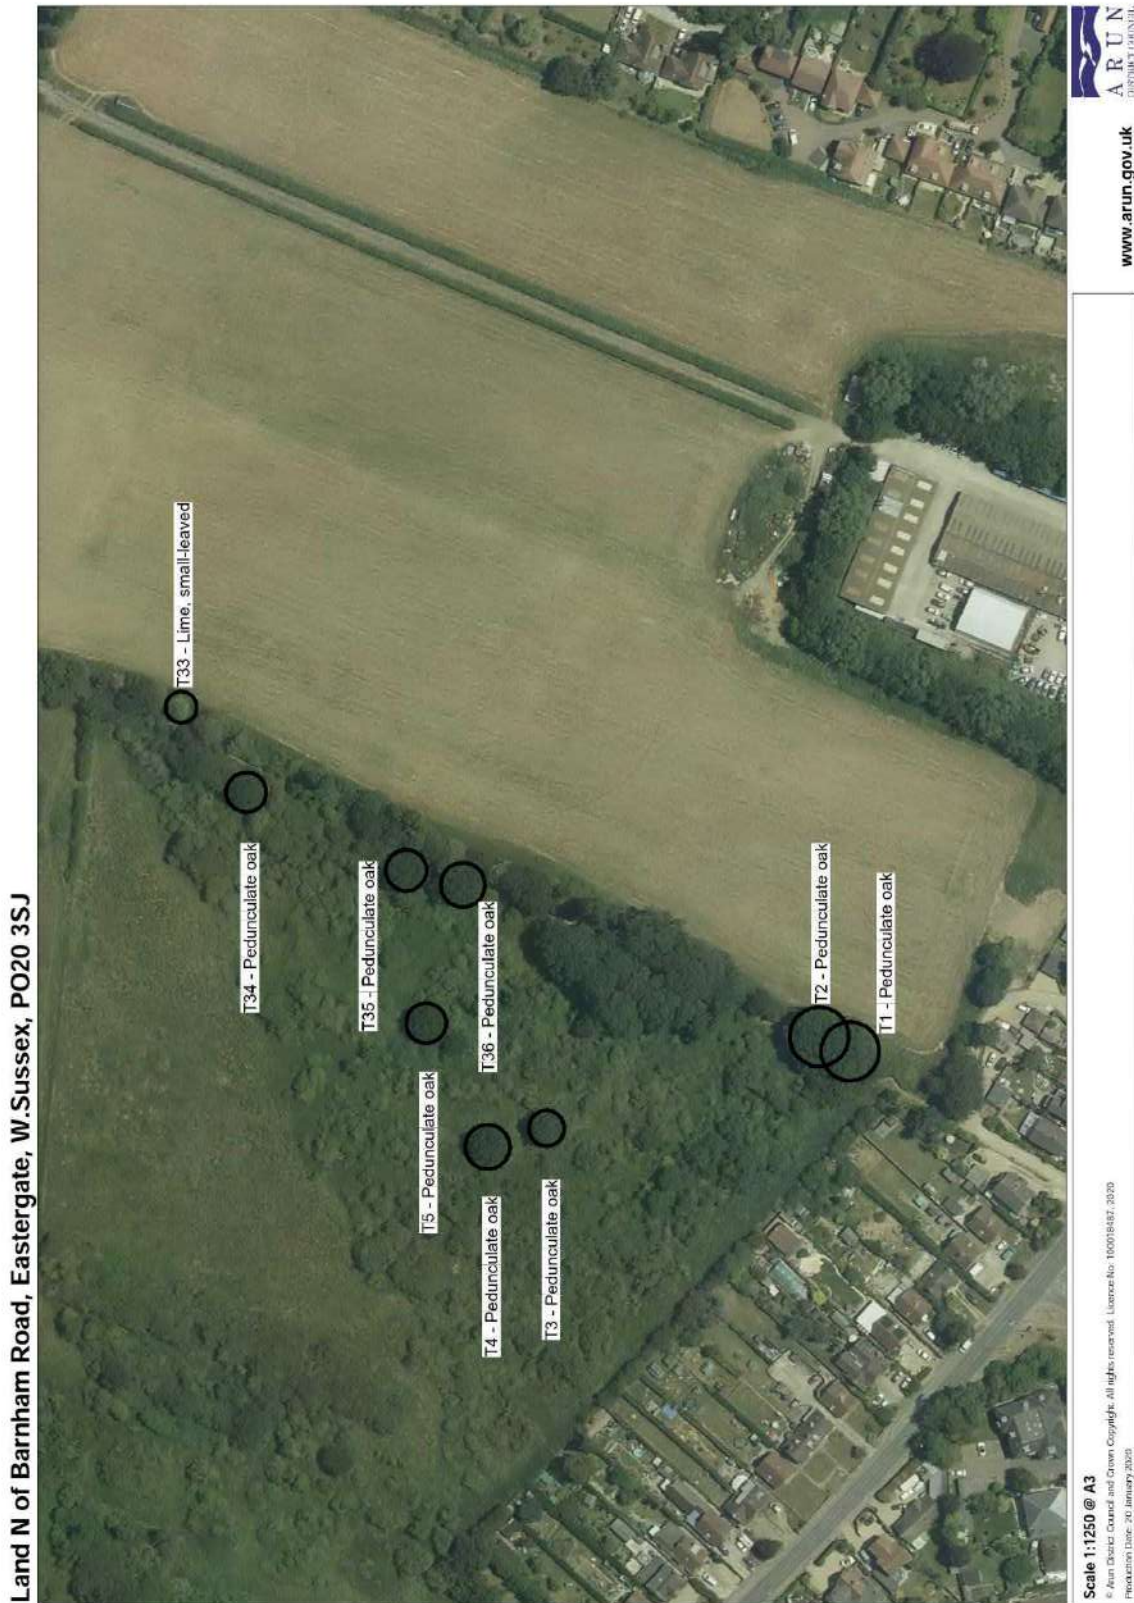 Land N of Barnham Road, Eastergate, W.Sussex, PO20 3SJ
T33 - Lime, small-leaved
T34 - Pedunculate oak
T35 - Pedunculate oak
T36 - Pedunculate oak
T5 - Pedunculate oak
T4 - Pedunculate oak
T3 - Pedunculate oak
T2 - Pedunculate oak
T1 - Pedunculate oak
Scale 1:1250 @ A3
© Arun District Council and Crown Copyright. All rights reserved. Licence No: 100018487, 2020
Production Date: 20 January 2020
www.arun.gov.uk
ARUN
DISTRICT COUNCIL